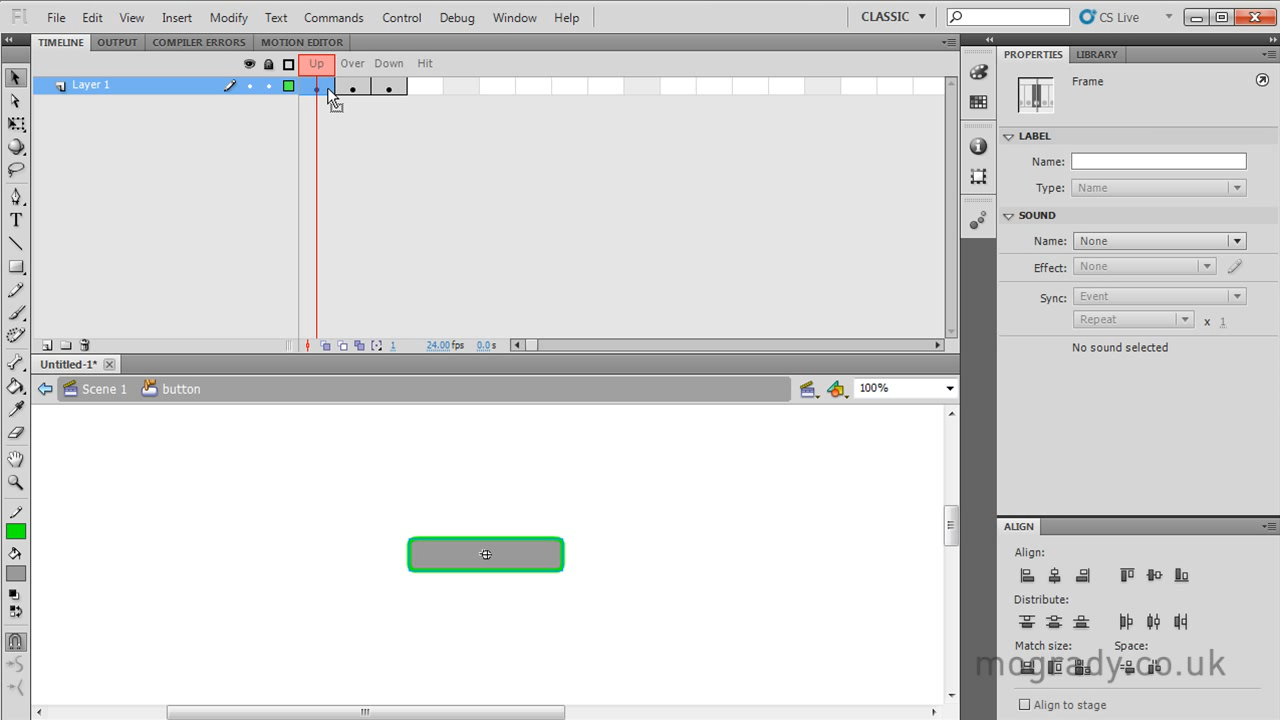 Fl File Edit View Insert Modify Text Commands Control Debug Window Help CLASSIC CS Live
TIMELINE OUTPUT COMPILER ERRORS MOTION EDITOR
Up Over Down Hit
Layer 1
1 24.00 fps 0.0 s
Untitled-1*
Scene 1 button 100%
T
PROPERTIES LIBRARY
Frame
LABEL
Name:
Type: Name
SOUND
Name: None
Effect: None
Sync: Event
Repeat x 1
No sound selected
ALIGN
Align:
Distribute:
Match size: Space:
mogrady.co.uk
Align to stage